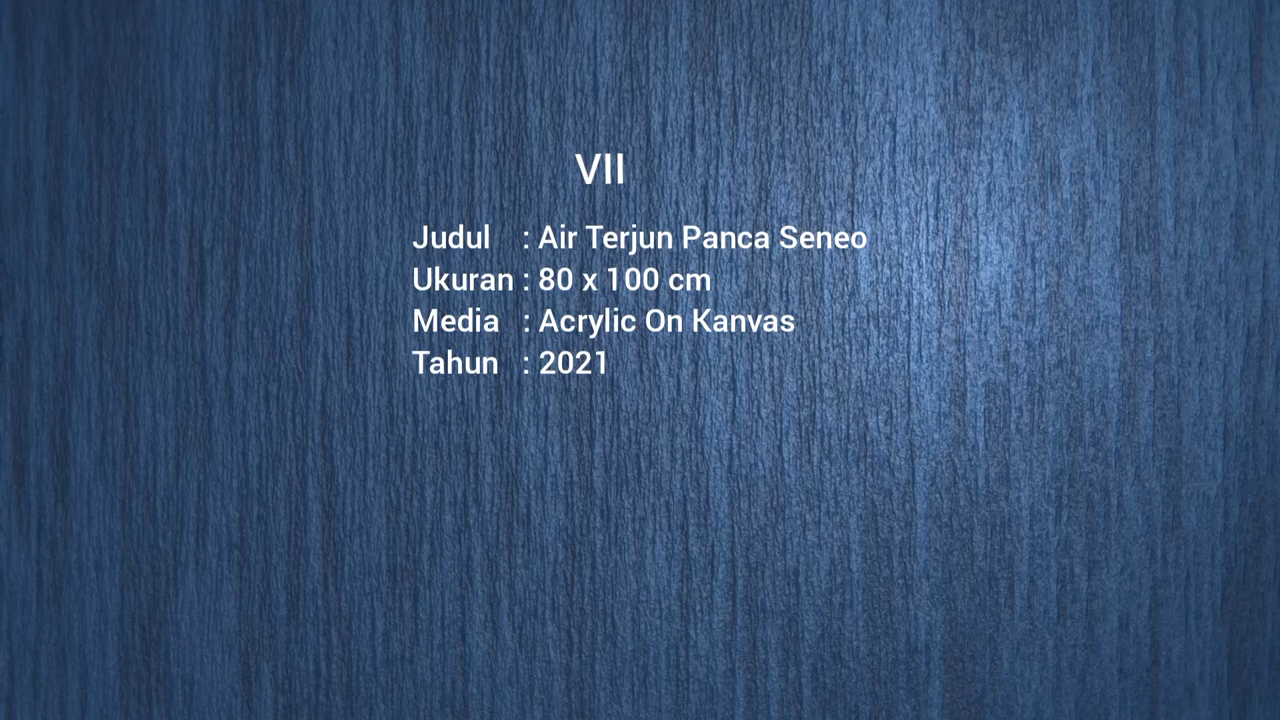 VII
Judul : Air Terjun Panca Seneo
Ukuran : 80 x 100 cm
Media : Acrylic On Kanvas
Tahun : 2021